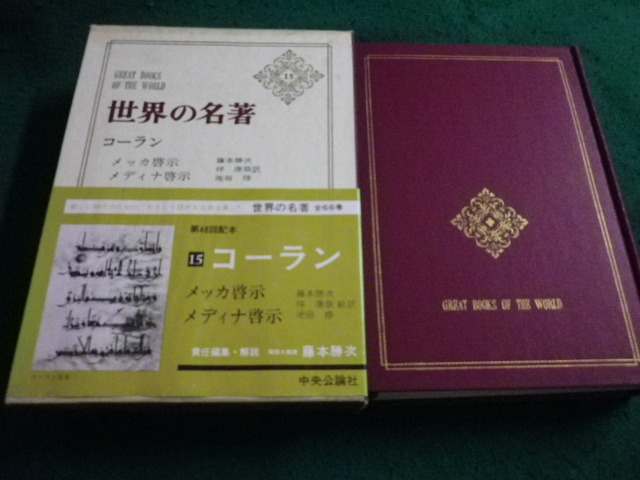 GREAT BOOKS
OF THE WORLD
15
世界の名著
コーラン
メッカ啓示
メディナ啓示
藤本勝次
伴 康哉訳
池田 修
世界の名著 全66巻
第48回配本
15 コーラン
メッカ啓示
メディナ啓示
藤本勝次
伴 康哉
池田 修
責任編集・解説
藤本勝次
中央公論社
GREAT BOOKS OF THE WORLD